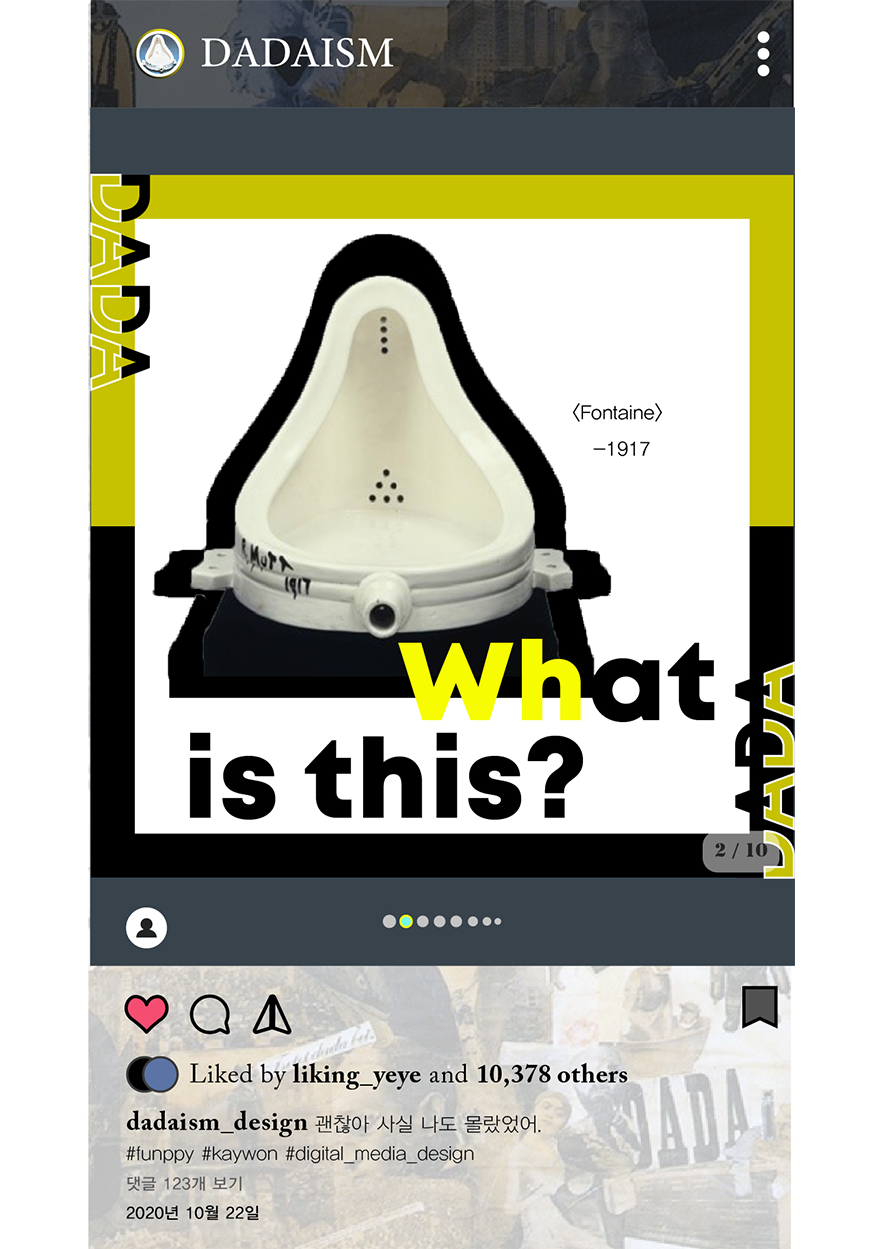 DADAISM
DADA
DADA
〈Fontaine〉
−1917
R.MUTT
1917
What
is this?
DADA
DADA
2 / 10
Liked by liking_yeye and 10,378 others
dadaism_design 괜찮아 사실 나도 몰랐었어.
#funppy #kaywon #digital_media_design
DADA
댓글 123개 보기
2020년 10월 22일